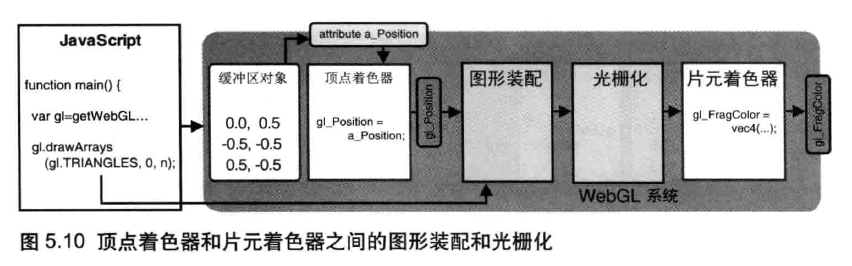 JavaScript
function main() {
var gl=getWebGL...
gl.drawArrays
(gl.TRIANGLES, 0, n);
attribute a_Position
缓冲区对象
0.0, 0.5
-0.5, -0.5
0.5, -0.5
顶点着色器
gl_Position =
a_Position;
gl_Position
图形装配
光栅化
片元着色器
gl_FragColor =
vec4(...);
gl_FragColor
WebGL 系统
图 5.10 顶点着色器和片元着色器之间的图形装配和光栅化